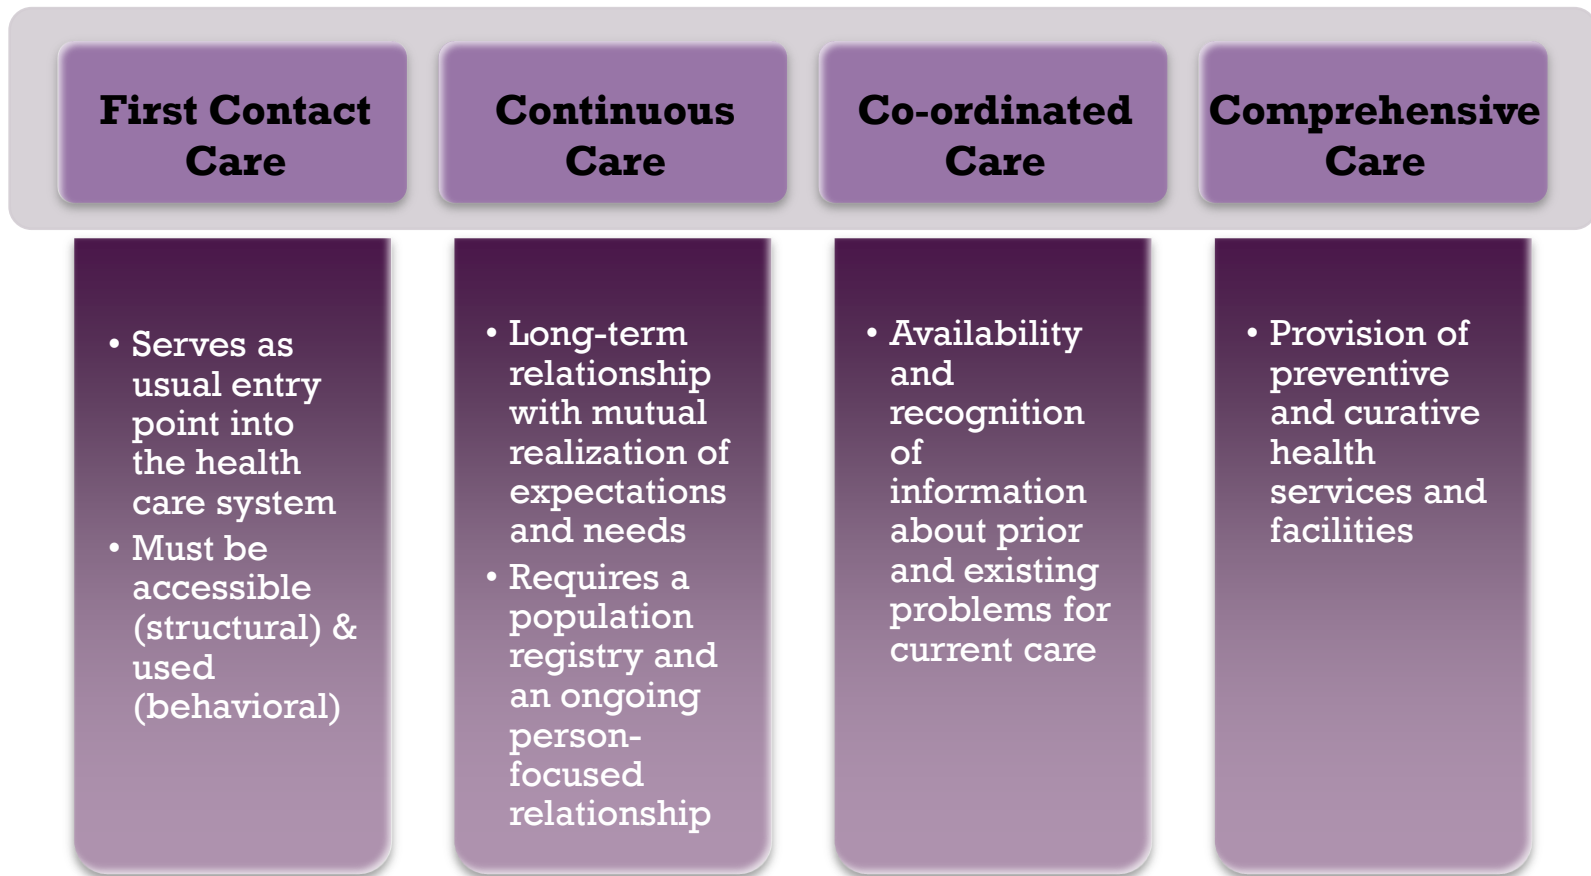 First Contact
Care
Continuous
Care
Co-ordinated
Care
Comprehensive
Care
• Serves as
usual entry
point into
the health
care system
• Must be
accessible
(structural) &
used
(behavioral)
• Long-term
relationship
with mutual
realization of
expectations
and needs
• Requires a
population
registry and
an ongoing
person-
focused
relationship
• Availability
and
recognition
of
information
about prior
and existing
problems for
current care
• Provision of
preventive
and curative
health
services and
facilities